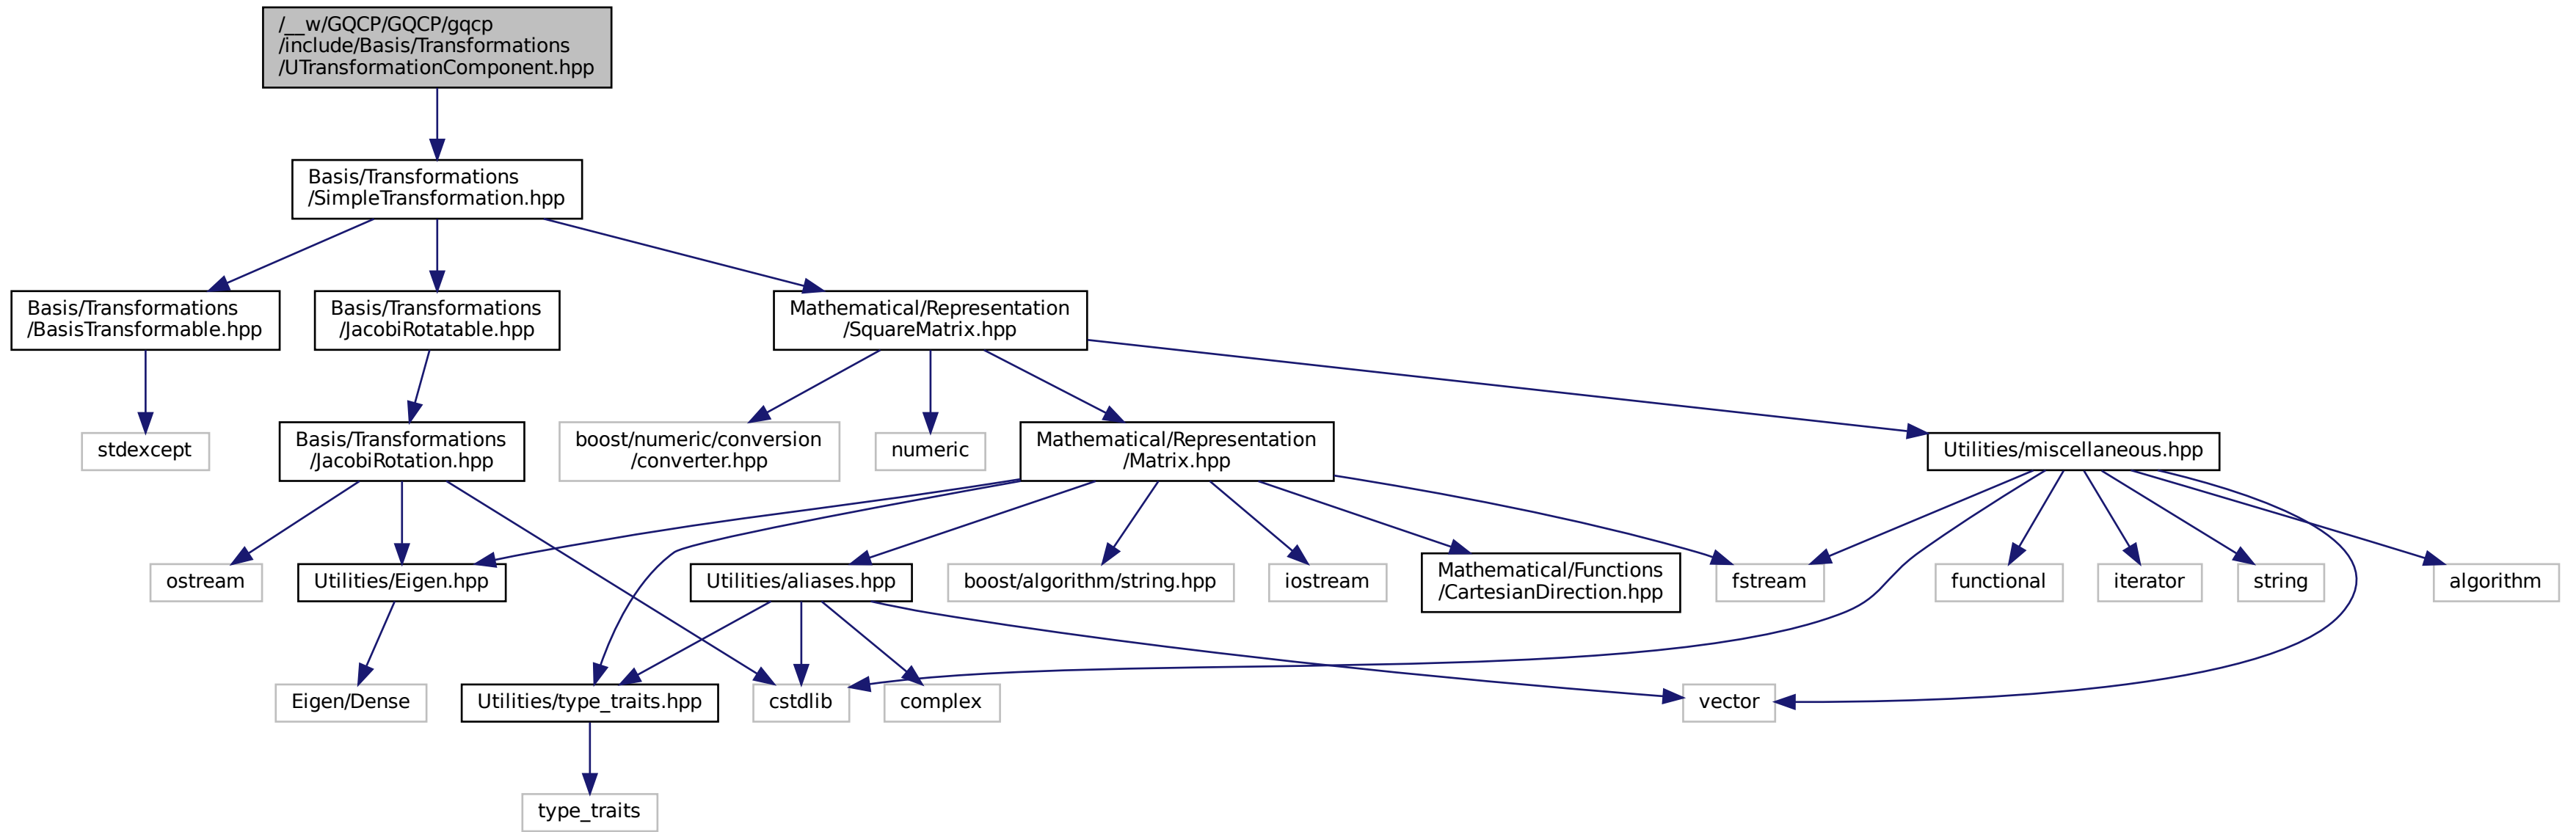 /__w/GQCP/GQCP/gqcp
/include/Basis/Transformations
/UTransformationComponent.hpp
Basis/Transformations
/SimpleTransformation.hpp
Basis/Transformations
/BasisTransformable.hpp
Basis/Transformations
/JacobiRotatable.hpp
Mathematical/Representation
/SquareMatrix.hpp
stdexcept
Basis/Transformations
/JacobiRotation.hpp
boost/numeric/conversion
/converter.hpp
numeric
Mathematical/Representation
/Matrix.hpp
Utilities/miscellaneous.hpp
ostream
Utilities/Eigen.hpp
Utilities/aliases.hpp
boost/algorithm/string.hpp
iostream
Mathematical/Functions
/CartesianDirection.hpp
fstream
functional
iterator
string
algorithm
Eigen/Dense
Utilities/type_traits.hpp
cstdlib
complex
vector
type_traits